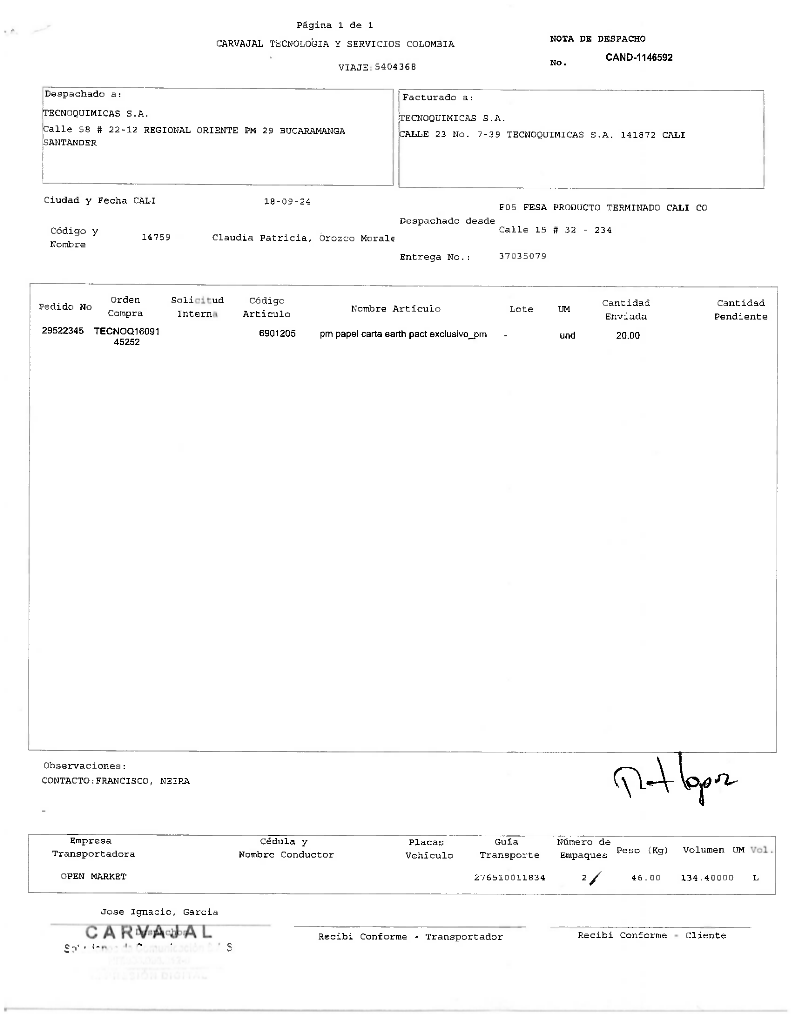 Página 1 de 1
CARVAJAL TECNOLOGIA Y SERVICIOS COLOMBIA
NOTA DE DESPACHO
No. CAND-1146592
VIAJE:5404368
Despachado a:
TECNOQUIMICAS S.A.
Calle 58 # 22-12 REGIONAL ORIENTE PM 29 BUCARAMANGA
SANTANDER
Facturado a:
TECNOQUIMICAS S.A.
CALLE 23 No. 7-39 TECNOQUIMICAS S.A. 141872 CALI
Ciudad y Fecha CALI 18-09-24
Código y Nombre 14759 Claudia Patricia, Orozco Morale
Despachado desde F05 FESA PRODUCTO TERMINADO CALI CO
Calle 15 # 32 - 234
Entrega No.: 37035079
Pedido No Orden Compra Solicitud Interna Código Artículo Nombre Artículo Lote UM Cantidad Enviada Cantidad Pendiente
29522345 TECNOQ16091 6901205 pm papel carta earth pact exclusivo_pm - und 20.00
45252
Observaciones:
CONTACTO:FRANCISCO, NEIRA
Empresa Transportadora Cédula y Nombre Conductor Placas Vehículo Guía Transporte Número de Empaques Peso (Kg) Volumen UM Vol.
OPEN MARKET 276510011834 2 46.00 134.40000 L
Jose Ignacio, Garcia
CARVAJAL
Despachos
Recibí Conforme - Transportador
Recibí Conforme - Cliente